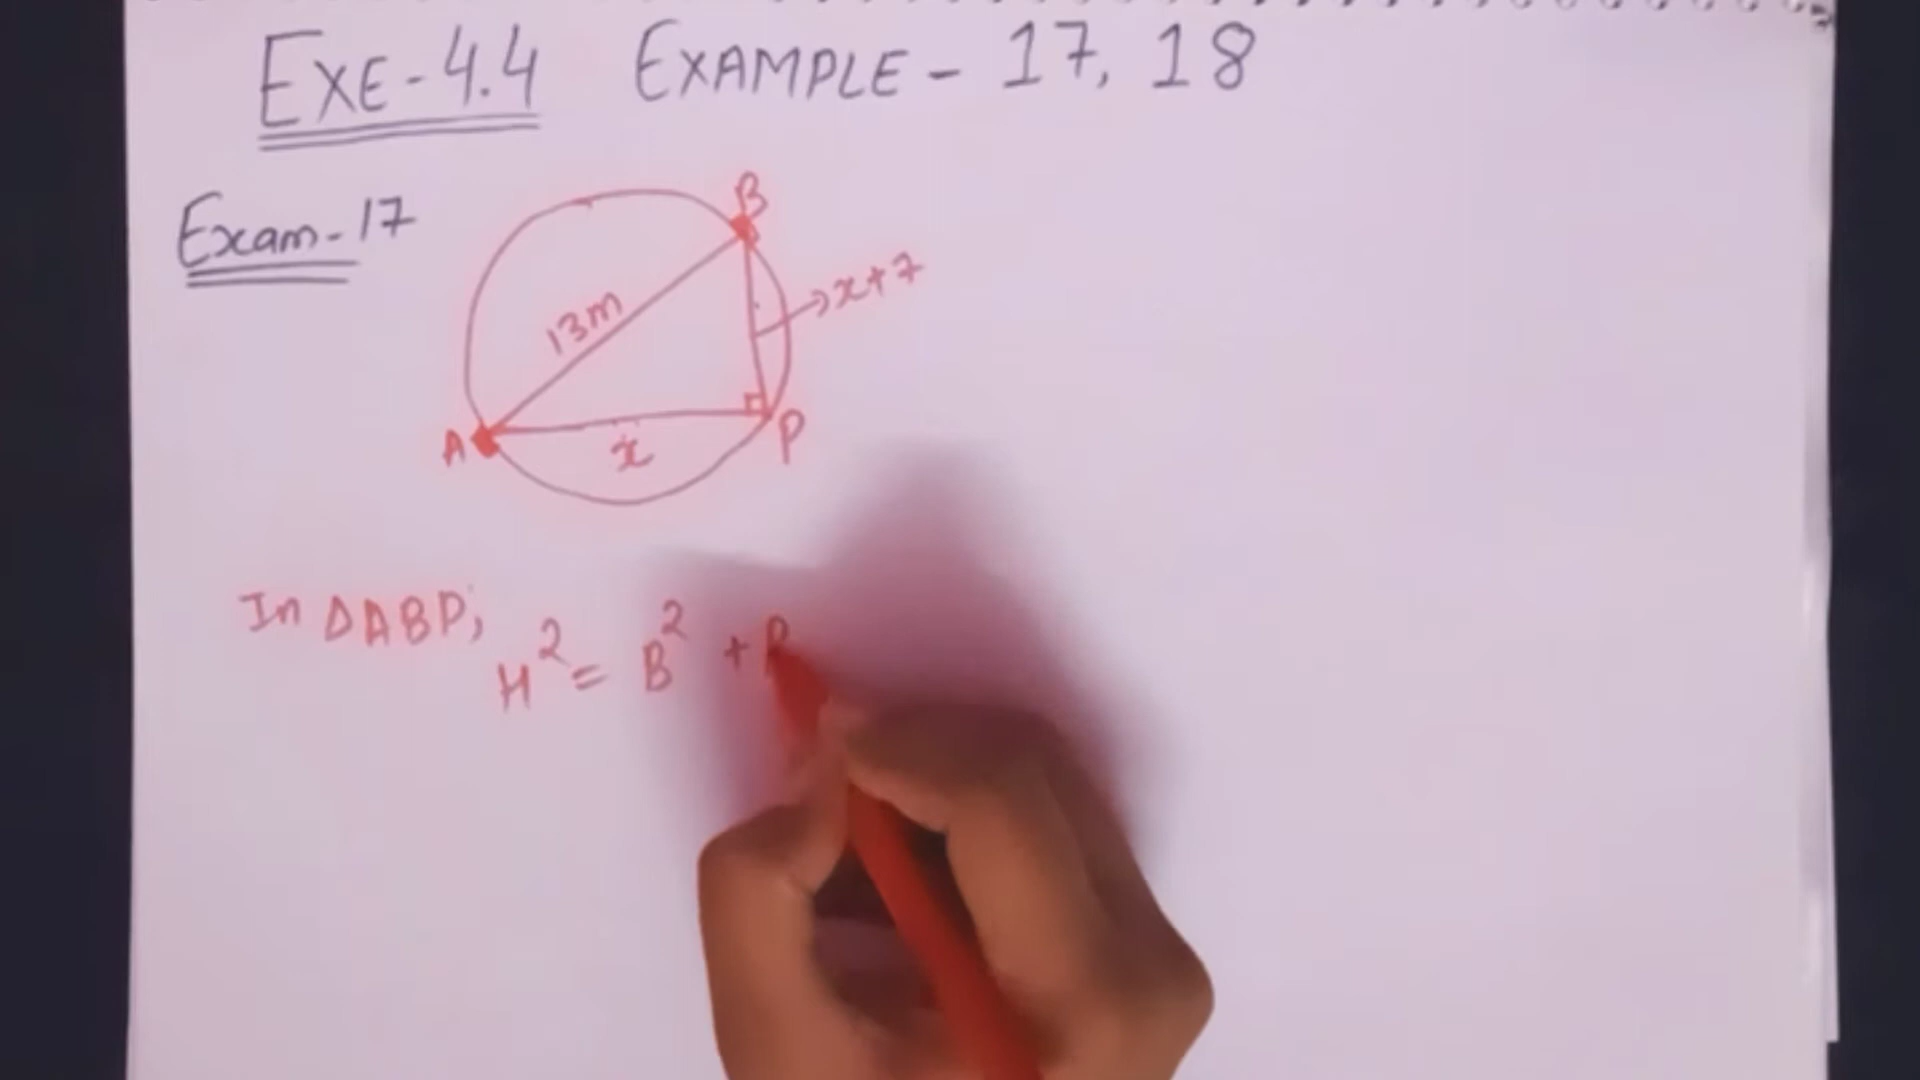 EXE-4.4 EXAMPLE - 17, 18
Exam-17
B
x+7
13m
A
x
P
In ΔABP;
H² = B² + P